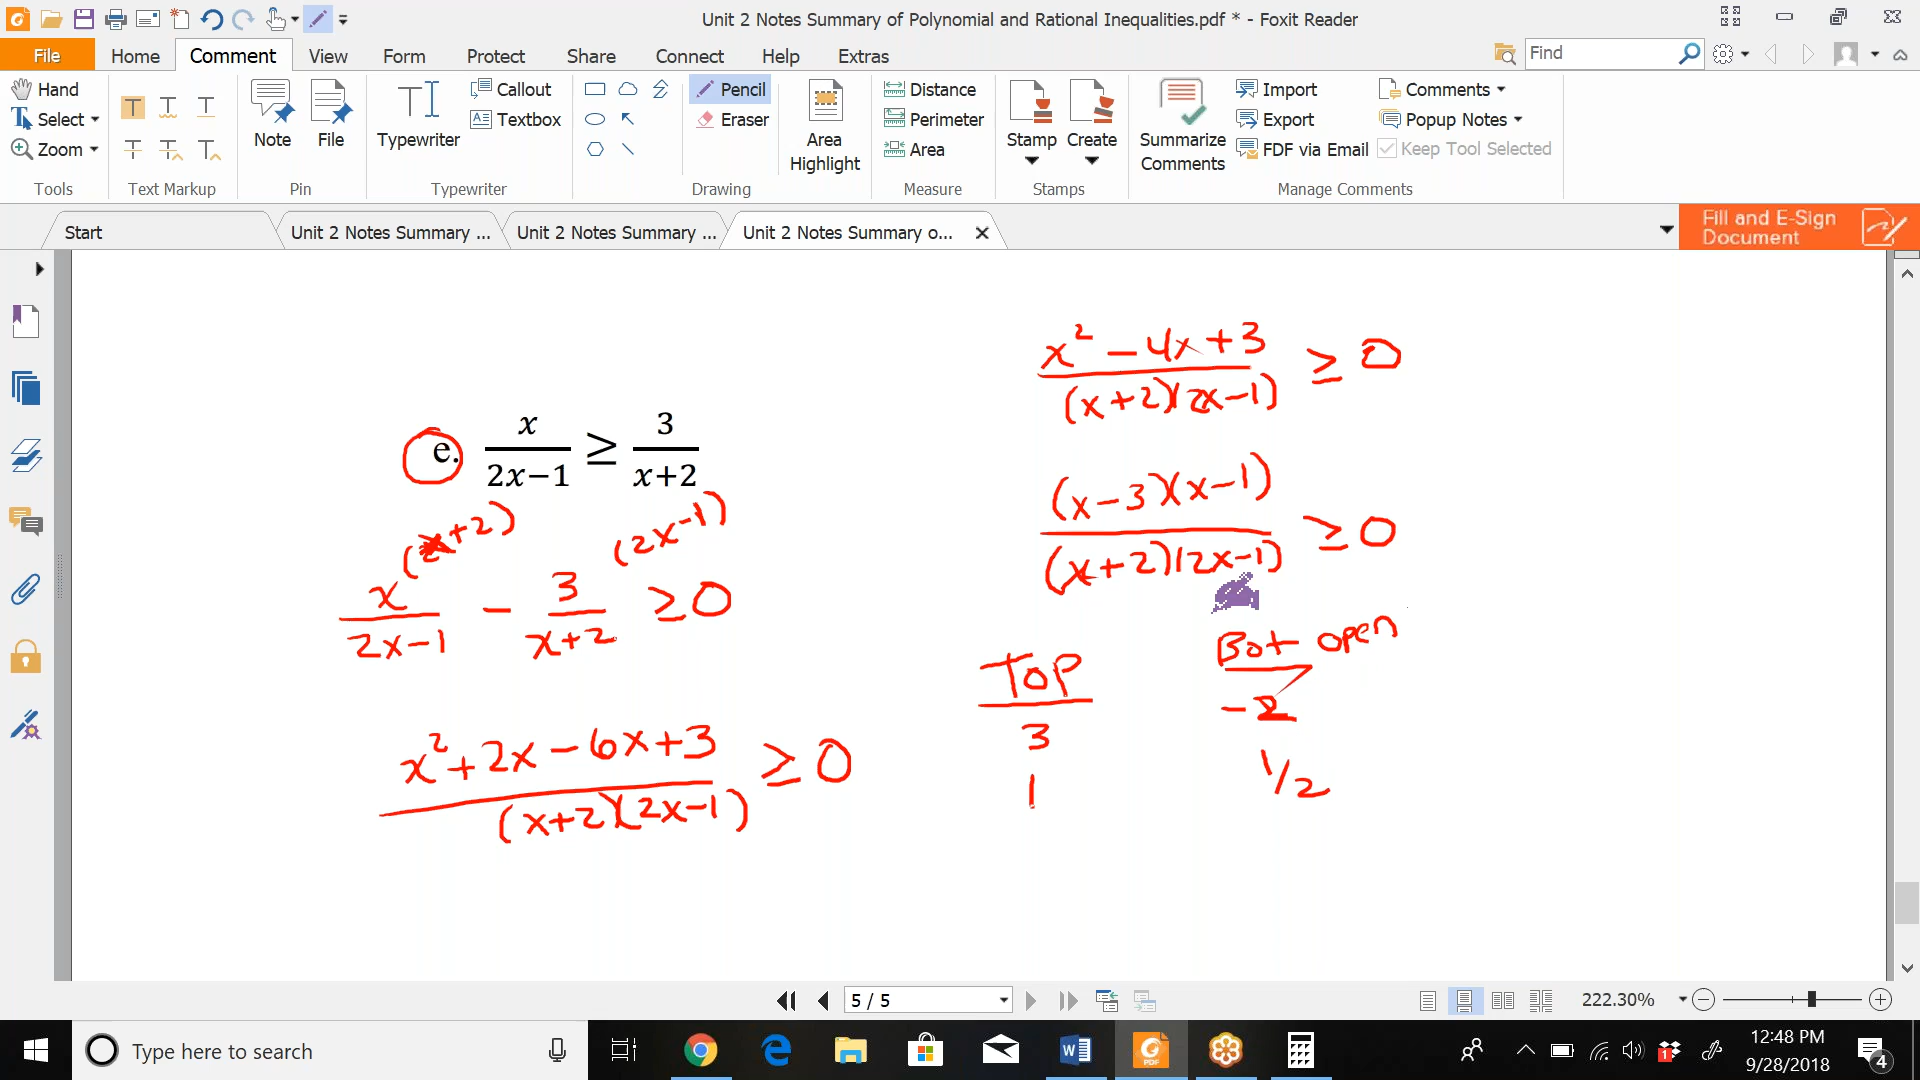 Unit 2 Notes Summary of Polynomial and Rational Inequalities.pdf * - Foxit Reader
File Home Comment View Form Protect Share Connect Help Extras
Find
Hand
Select
Zoom
Tools
Text Markup
Note
File
Pin
Typewriter
Callout
Textbox
Typewriter
Pencil
Eraser
Drawing
Area Highlight
Distance
Perimeter
Area
Measure
Stamp
Create
Stamps
Summarize Comments
Import
Export
FDF via Email
Comments
Popup Notes
Keep Tool Selected
Manage Comments
Start
Unit 2 Notes Summary ...
Unit 2 Notes Summary ...
Unit 2 Notes Summary o...
Fill and E-Sign Document
e. x/(2x−1) ≥ 3/(x+2)
(x+2) (2x-1)
x/(2x-1) - 3/(x+2) ≥0
(x²+2x-6x+3)/((x+2)(2x-1)) ≥0
(x²-4x+3)/((x+2)(2x-1)) ≥ 0
((x-3)(x-1))/((x+2)(2x-1)) ≥0
TOP
3
1
Bot open
-2
1/2
5 / 5
222.30%
Type here to search
12:48 PM
9/28/2018
4